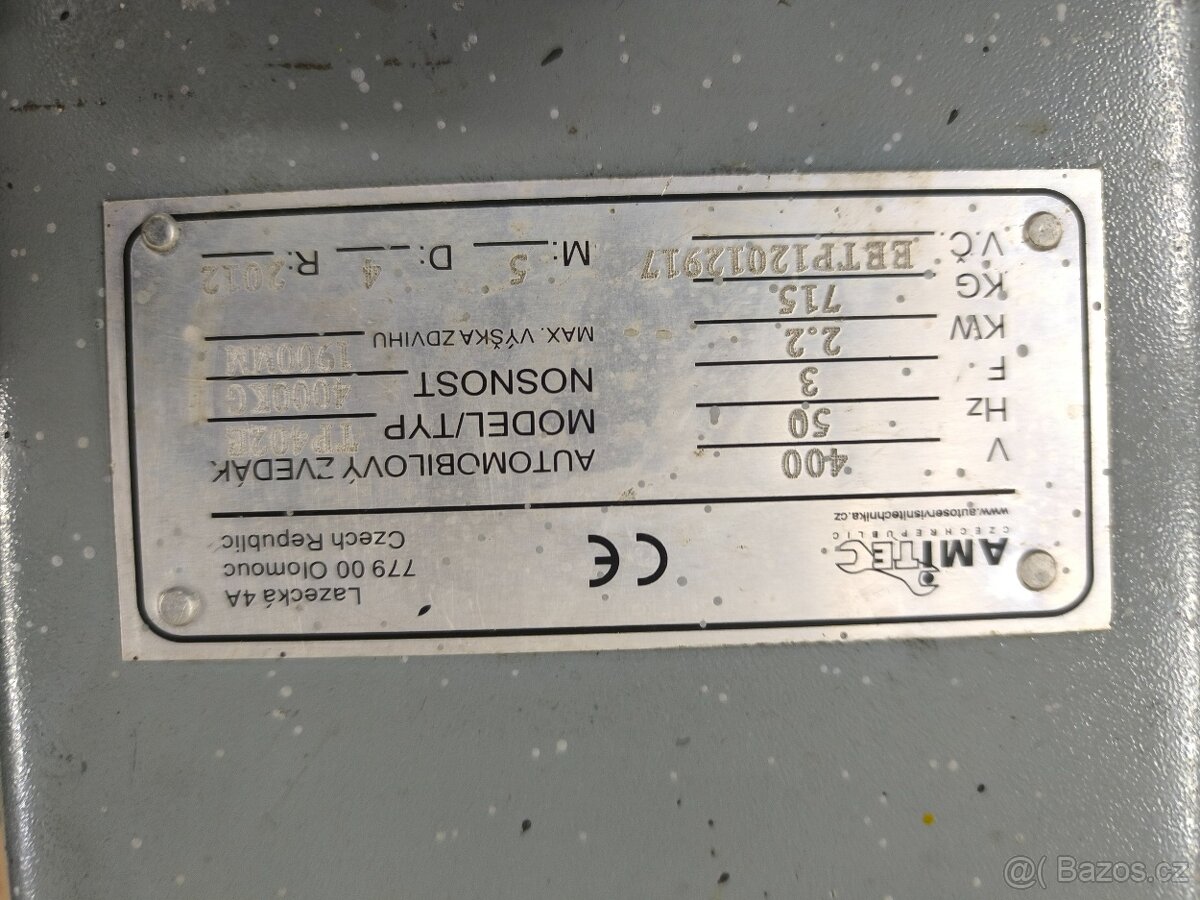 AMITEC
CZECH REPUBLIC
www.autoservisnitechnika.cz
CE
Lazecká 4A
779 00 Olomouc
Czech Republic
V 400
Hz 50
F. 3
KW 2.2
KG 715
V.Č. EETP12012917
AUTOMOBILOVÝ ZVEDÁK
MODEL/TYP TP402E
NOSNOST 4000KG
MAX. VÝŠKA ZDVIHU 1900MM
M: 5 D: 4 R: 2012
@( Bazos.cz